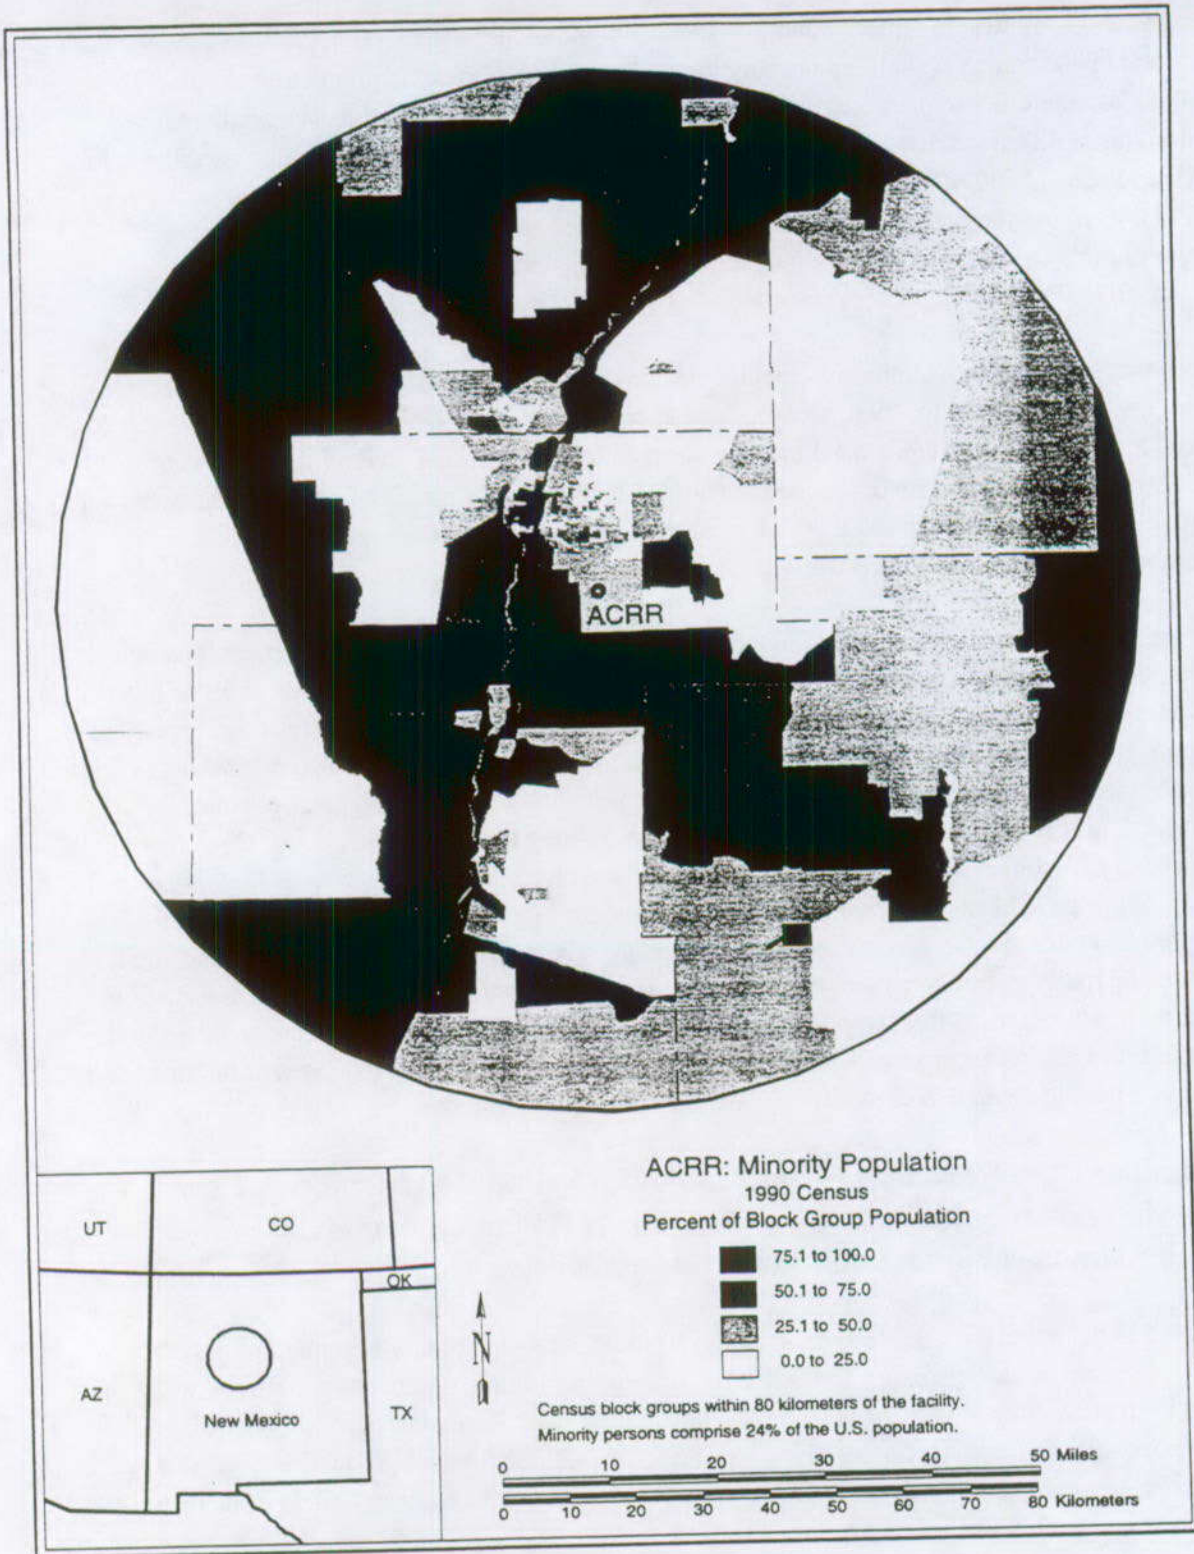 ACRR
ACRR: Minority Population
1990 Census
Percent of Block Group Population
75.1 to 100.0
50.1 to 75.0
25.1 to 50.0
0.0 to 25.0
UT
CO
OK
AZ
New Mexico
TX
N
Census block groups within 80 kilometers of the facility.
Minority persons comprise 24% of the U.S. population.
0 10 20 30 40 50 Miles
0 10 20 30 40 50 60 70 80 Kilometers